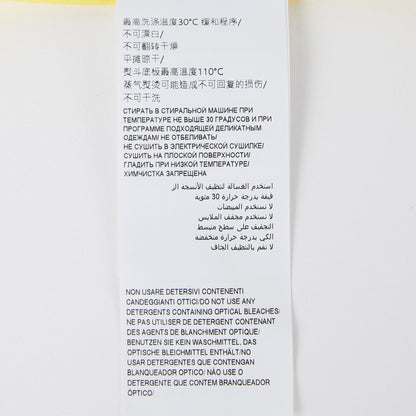 最高洗涤温度30°C 缓和程序/
不可漂白/
不可翻转干燥
平摊晾干/
熨斗底板最高温度110°C
蒸气熨烫可能造成不可回复的损伤/
不可干洗
СТИРАТЬ В СТИРАЛЬНОЙ МАШИНЕ ПРИ
ТЕМПЕРАТУРЕ НЕ ВЫШЕ 30 ГРАДУСОВ И ПРИ
ПРОГРАММЕ ПОДХОДЯЩЕЙ ДЕЛИКАТНЫМ
ОДЕЖДАМ/ НЕ ОТБЕЛИВАТЬ/
НЕ СУШИТЬ В ЭЛЕКТРИЧЕСКОЙ СУШИЛКЕ/
СУШИТЬ НА ПЛОСКОЙ ПОВЕРХНОСТИ/
ГЛАДИТЬ ПРИ НИЗКОЙ ТЕМПЕРАТУРЕ/
ХИМЧИСТКА ЗАПРЕЩЕНА
استخدم الغسالة لتنظيف الأنسجة الر
قيقة بدرجة حرارة 30 مئوية
لا تستخدم المبيضات
لا تستخدم مجفف الملابس
التجفيف على سطح منبسط
الكي بدرجة حرارة منخفضة
لا تقم بالتنظيف الجاف
NON USARE DETERSIVI CONTENENTI
CANDEGGIANTI OTTICI/DO NOT USE ANY
DETERGENTS CONTAINING OPTICAL BLEACHES/
NE PAS UTILISER DE DETERGENT CONTENANT
DES AGENTS DE BLANCHIMENT OPTIQUE/
BENUTZEN SIE KEIN WASCHMITTEL, DAS
OPTISCHE BLEICHMITTEL ENTHÄLT/NO
USAR DETERGENTES QUE CONTENGAN
BLANQUEADOR OPTICO/ NÃO USE O
DETERGENTE QUE CONTEM BRANQUEADOR
ÓPTICO/